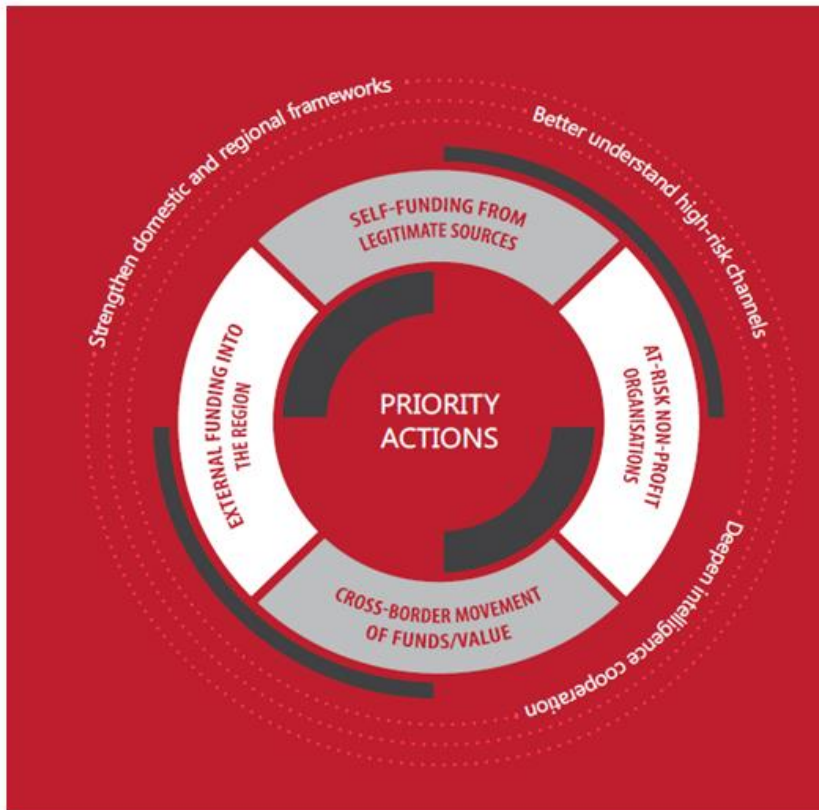 Strengthen domestic and regional frameworks
Better understand high-risk channels
SELF-FUNDING FROM
LEGITIMATE SOURCES
EXTERNAL FUNDING INTO
THE REGION
PRIORITY
ACTIONS
AT-RISK NON-PROFIT
ORGANISATIONS
CROSS-BORDER MOVEMENT
OF FUNDS/VALUE
Deepen intelligence cooperation